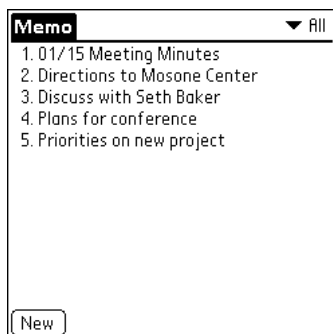 Memo
All
1. 01/15 Meeting Minutes
2. Directions to Mosone Center
3. Discuss with Seth Baker
4. Plans for conference
5. Priorities on new project
New